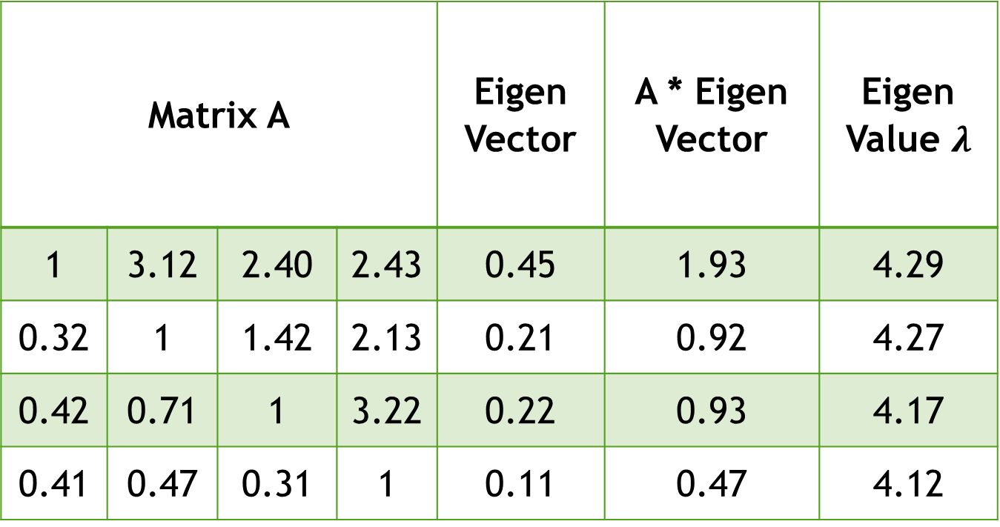 Matrix A
Eigen
Vector
A * Eigen
Vector
Eigen
Value 𝜆
1 3.12 2.40 2.43 0.45 1.93 4.29
0.32 1 1.42 2.13 0.21 0.92 4.27
0.42 0.71 1 3.22 0.22 0.93 4.17
0.41 0.47 0.31 1 0.11 0.47 4.12